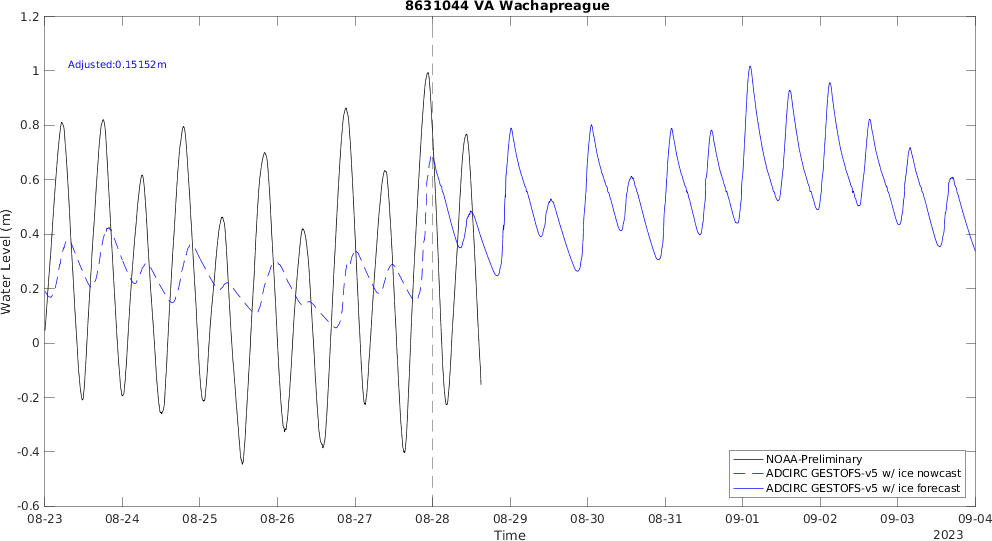 8631044 VA Wachapreague
Adjusted:0.15152m
Water Level (m)
1.2
1
0.8
0.6
0.4
0.2
0
-0.2
-0.4
-0.6
NOAA-Preliminary
ADCIRC GESTOFS-v5 w/ ice nowcast
ADCIRC GESTOFS-v5 w/ ice forecast
08-23 08-24 08-25 08-26 08-27 08-28 08-29 08-30 08-31 09-01 09-02 09-03 09-04
Time
2023